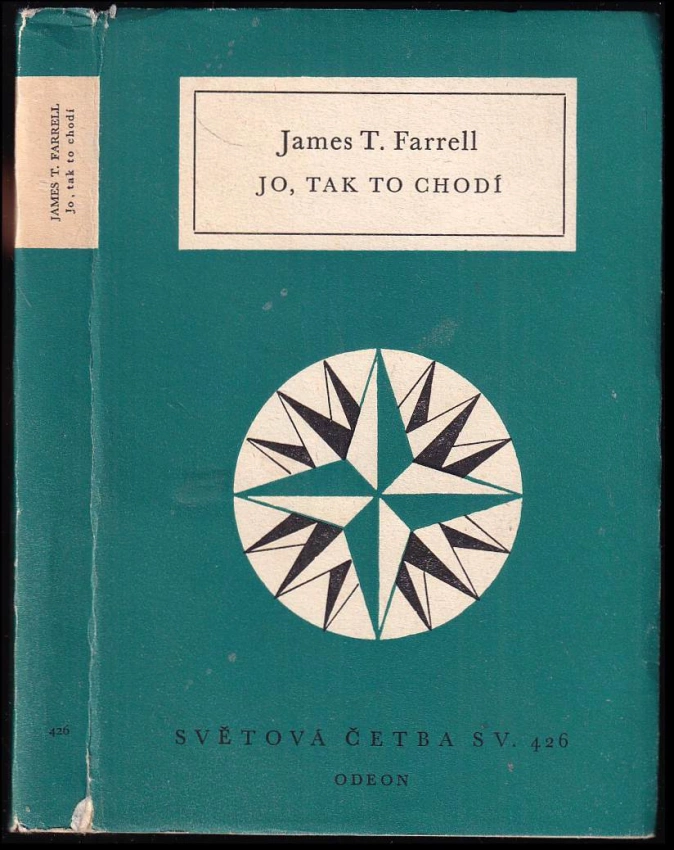 JAMES T. FARRELL
Jo, tak to chodí
426
James T. Farrell
JO, TAK TO CHODÍ
SVĚTOVÁ ČETBA SV. 426
ODEON